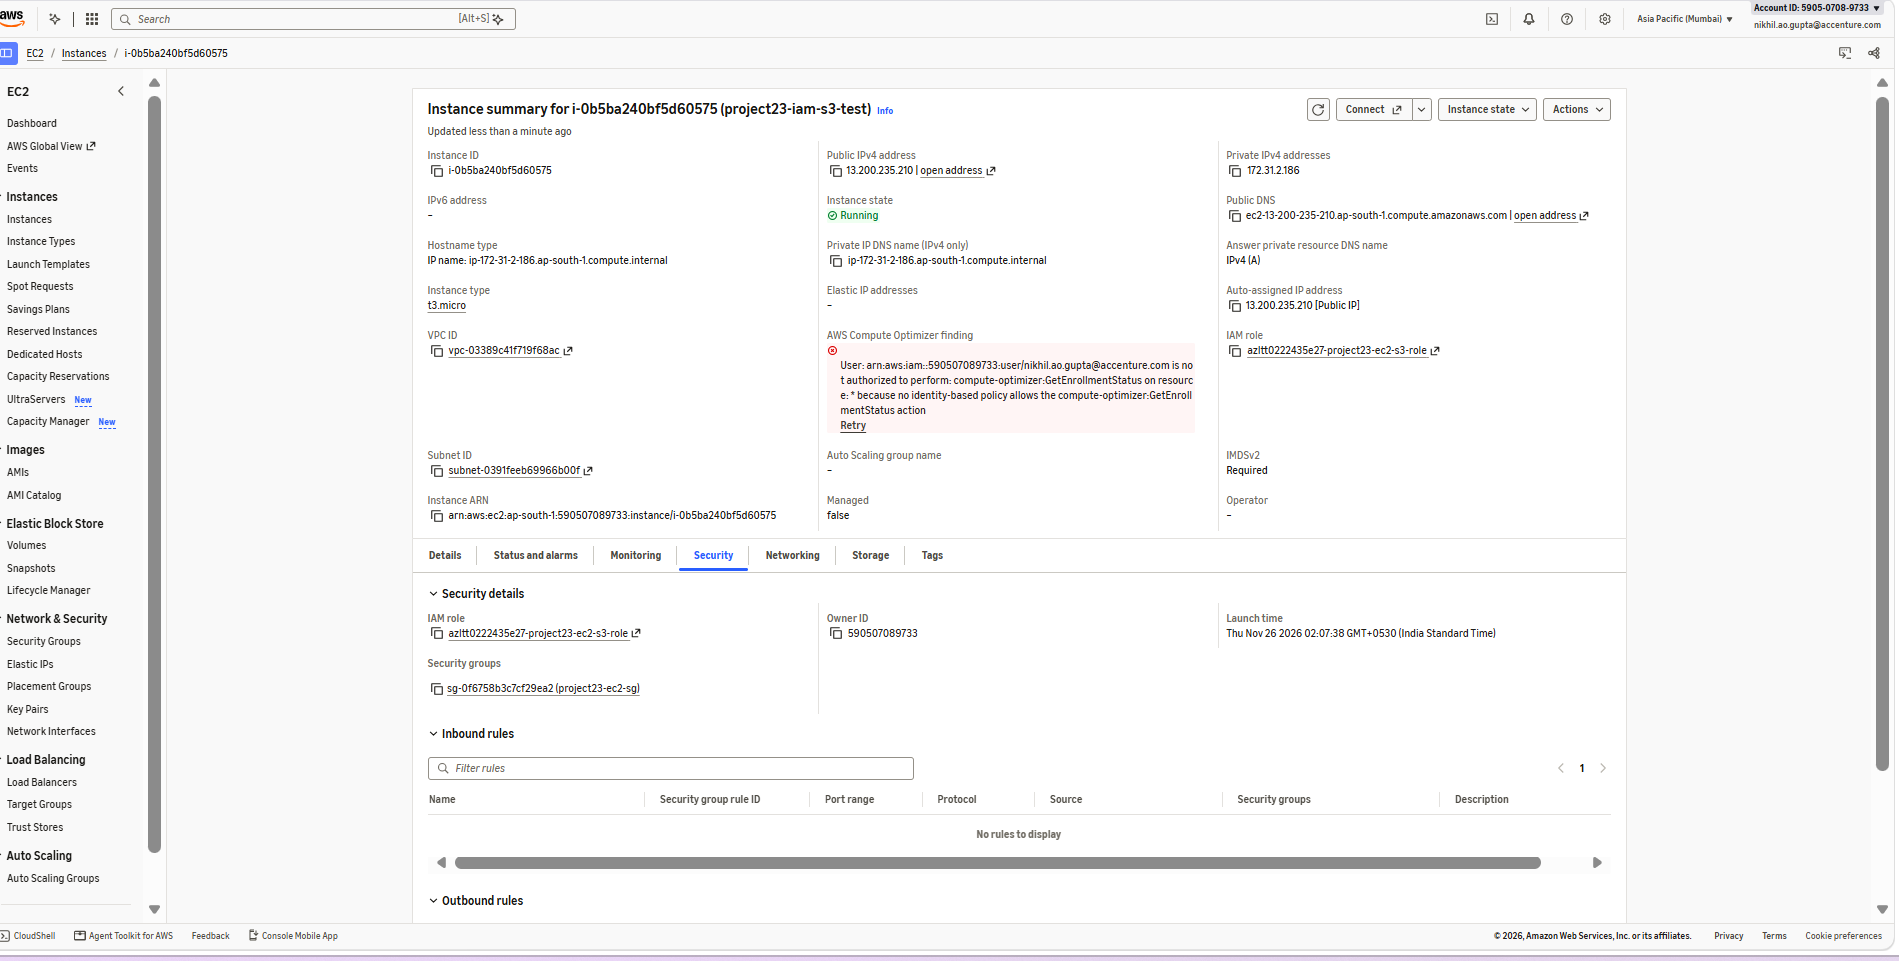 aws
Search
[Alt+S]
Asia Pacific (Mumbai)
Account ID: 5905-0708-9733
nikhil.ao.gupta@accenture.com
EC2 / Instances / i-0b5ba240bf5d60575
EC2
Dashboard
AWS Global View
Events
Instances
Instances
Instance Types
Launch Templates
Spot Requests
Savings Plans
Reserved Instances
Dedicated Hosts
Capacity Reservations
UltraServers New
Capacity Manager New
Images
AMIs
AMI Catalog
Elastic Block Store
Volumes
Snapshots
Lifecycle Manager
Network & Security
Security Groups
Elastic IPs
Placement Groups
Key Pairs
Network Interfaces
Load Balancing
Load Balancers
Target Groups
Trust Stores
Auto Scaling
Auto Scaling Groups
Instance summary for i-0b5ba240bf5d60575 (project23-iam-s3-test) Info
Connect
Instance state
Actions
Updated less than a minute ago
Instance ID
i-0b5ba240bf5d60575
Public IPv4 address
13.200.235.210 | open address
Private IPv4 addresses
172.31.2.186
IPv6 address
–
Instance state
Running
Public DNS
ec2-13-200-235-210.ap-south-1.compute.amazonaws.com | open address
Hostname type
IP name: ip-172-31-2-186.ap-south-1.compute.internal
Private IP DNS name (IPv4 only)
ip-172-31-2-186.ap-south-1.compute.internal
Answer private resource DNS name
IPv4 (A)
Instance type
t3.micro
Elastic IP addresses
–
Auto-assigned IP address
13.200.235.210 [Public IP]
VPC ID
vpc-03389c41f719f68ac
AWS Compute Optimizer finding
User: arn:aws:iam::590507089733:user/nikhil.ao.gupta@accenture.com is no
t authorized to perform: compute-optimizer:GetEnrollmentStatus on resourc
e: * because no identity-based policy allows the compute-optimizer:GetEnroll
mentStatus action
Retry
IAM role
azltt0222435e27-project23-ec2-s3-role
Subnet ID
subnet-0391feeb69966b00f
Auto Scaling group name
–
IMDSv2
Required
Instance ARN
arn:aws:ec2:ap-south-1:590507089733:instance/i-0b5ba240bf5d60575
Managed
false
Operator
–
Details
Status and alarms
Monitoring
Security
Networking
Storage
Tags
Security details
IAM role
azltt0222435e27-project23-ec2-s3-role
Owner ID
590507089733
Launch time
Thu Nov 26 2026 02:07:38 GMT+0530 (India Standard Time)
Security groups
sg-0f6758b3c7cf29ea2 (project23-ec2-sg)
Inbound rules
Filter rules
1
Name
Security group rule ID
Port range
Protocol
Source
Security groups
Description
No rules to display
Outbound rules
CloudShell
Agent Toolkit for AWS
Feedback
Console Mobile App
© 2026, Amazon Web Services, Inc. or its affiliates.
Privacy
Terms
Cookie preferences